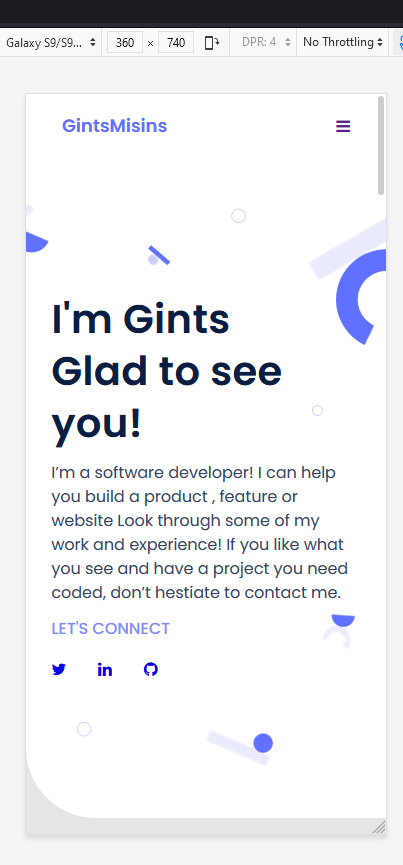 Galaxy S9/S9... 360 × 740 DPR: 4 No Throttling
GintsMisins
I'm Gints
Glad to see
you!
I’m a software developer! I can help
you build a product , feature or
website Look through some of my
work and experience! If you like what
you see and have a project you need
coded, don’t hestiate to contact me.
LET'S CONNECT